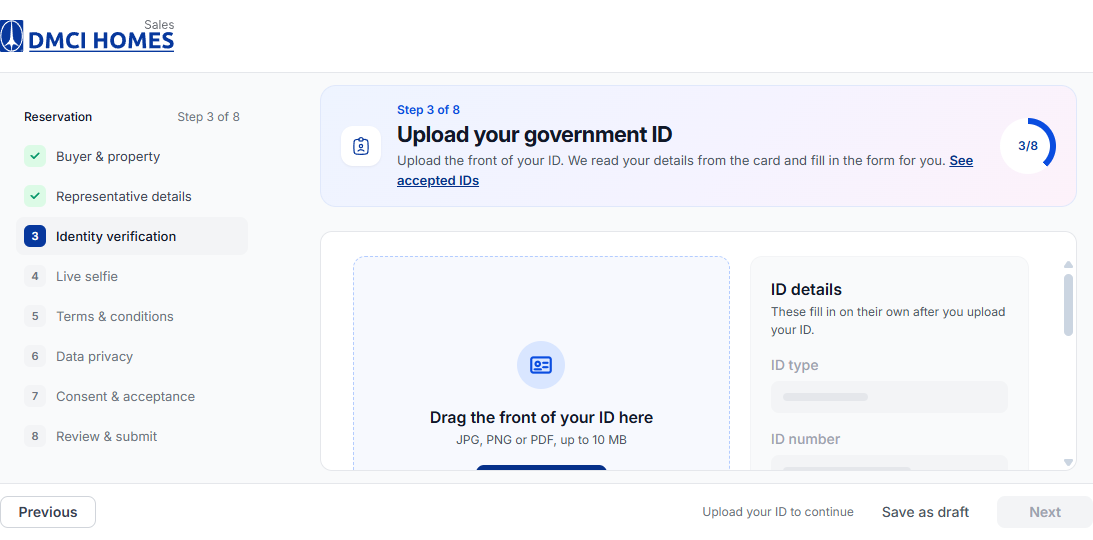 Sales
DMCI HOMES
Reservation
Step 3 of 8
Buyer & property
Representative details
3
Identity verification
4
Live selfie
5
Terms & conditions
6
Data privacy
7
Consent & acceptance
8
Review & submit
Step 3 of 8
Upload your government ID
Upload the front of your ID. We read your details from the card and fill in the form for you. See
accepted IDs
3/8
Drag the front of your ID here
JPG, PNG or PDF, up to 10 MB
ID details
These fill in on their own after you upload
your ID.
ID type
ID number
Previous
Upload your ID to continue
Save as draft
Next